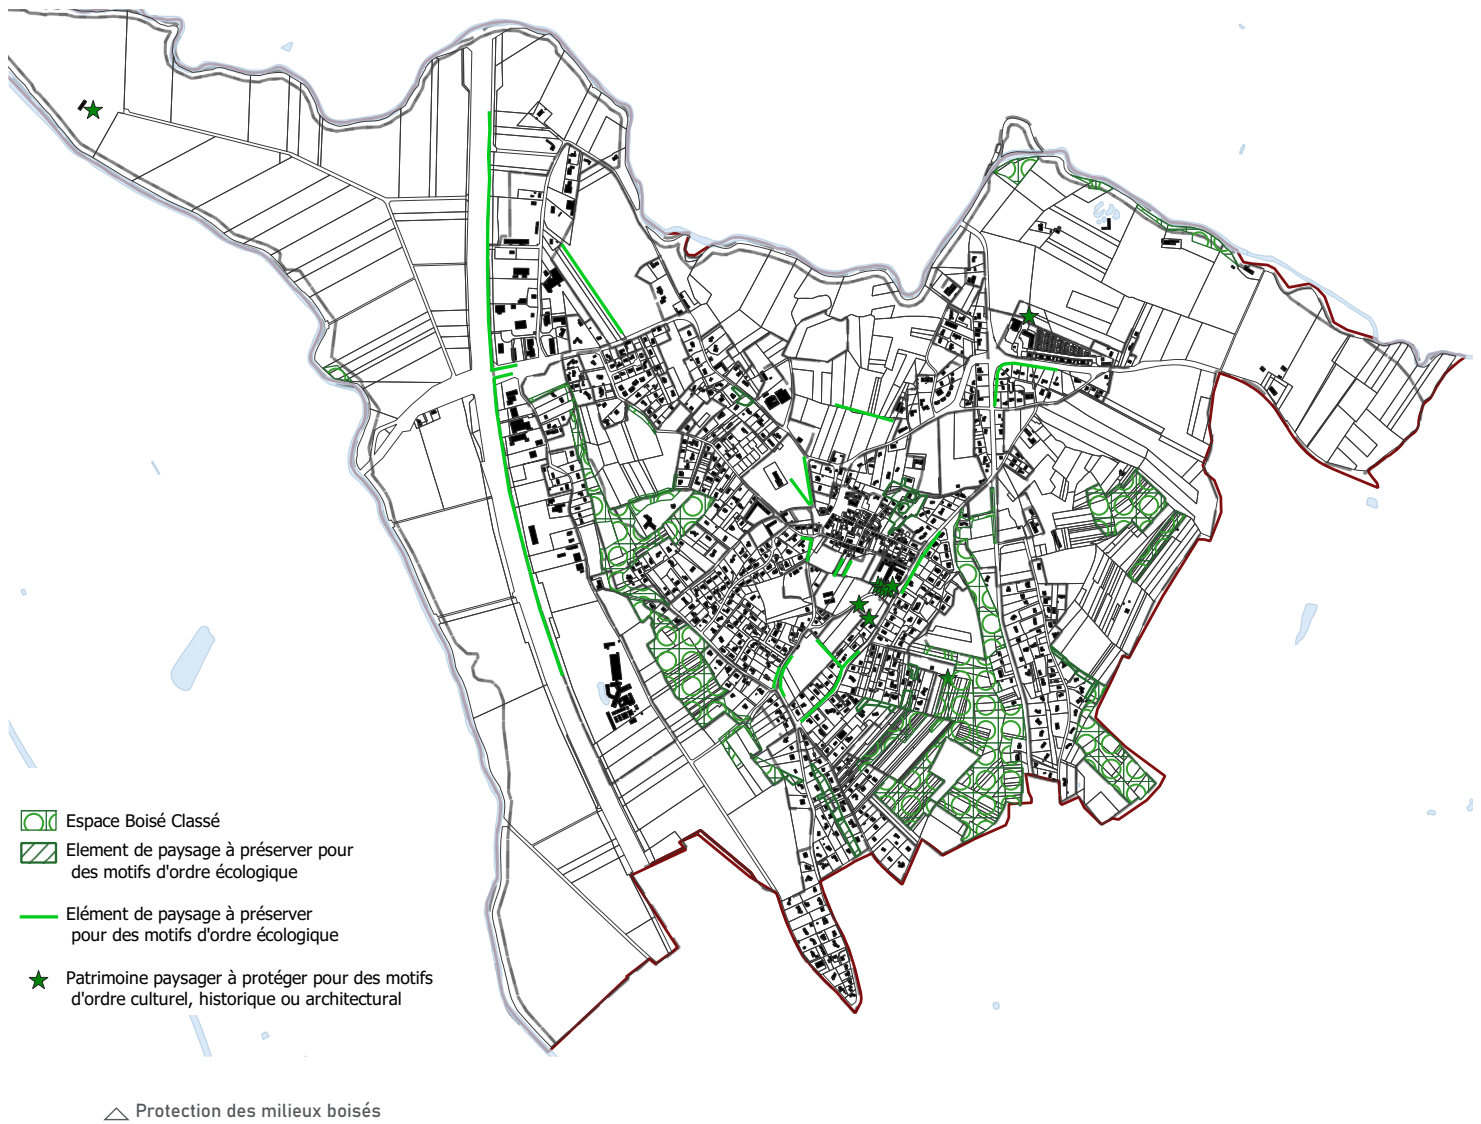 Espace Boisé Classé
Element de paysage à préserver pour
des motifs d'ordre écologique
Elément de paysage à préserver
pour des motifs d'ordre écologique
Patrimoine paysager à protéger pour des motifs
d'ordre culturel, historique ou architectural
Protection des milieux boisés